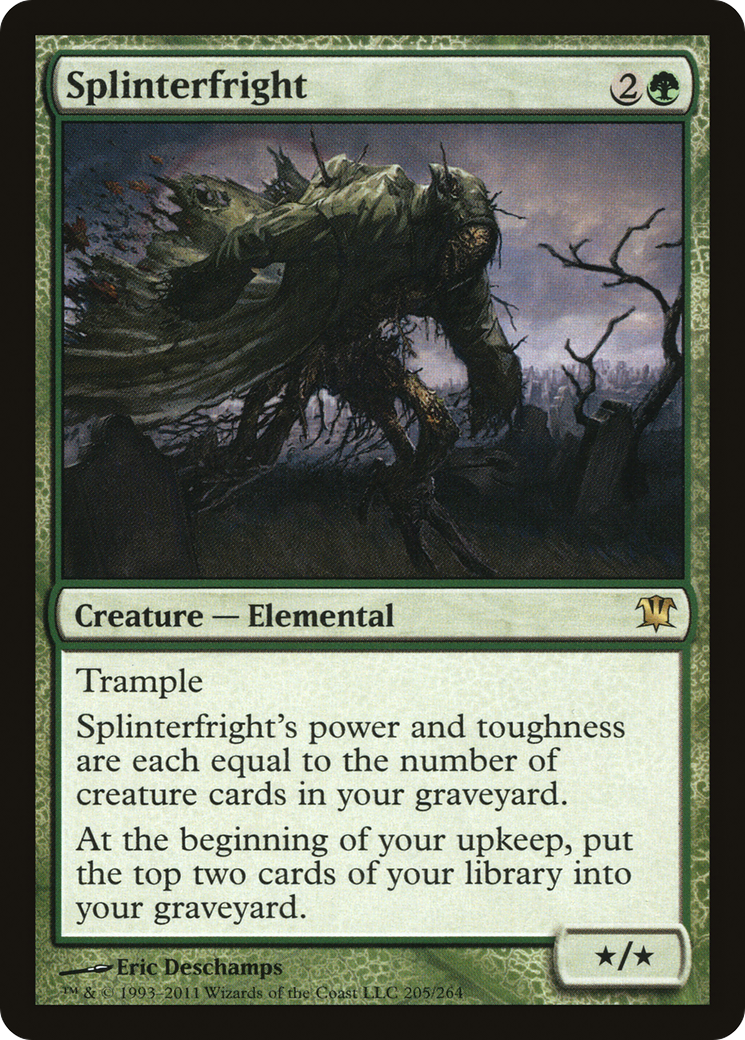 Splinterfright 2
Creature — Elemental
Trample
Splinterfright's power and toughness
are each equal to the number of
creature cards in your graveyard.
At the beginning of your upkeep, put
the top two cards of your library into
your graveyard.
★/★
Eric Deschamps
™ & © 1993–2011 Wizards of the Coast LLC 205/264